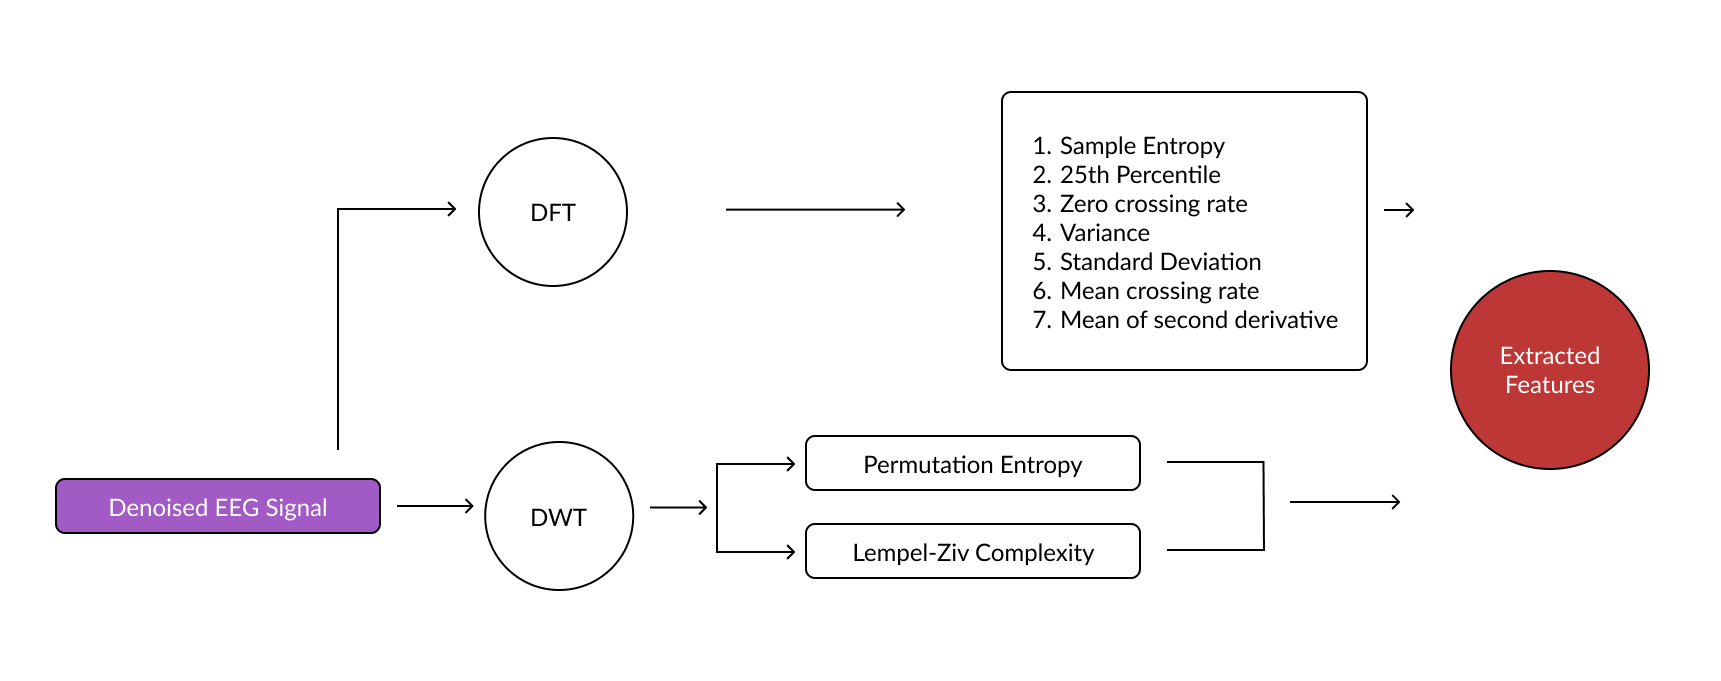 DFT
1. Sample Entropy
2. 25th Percentile
3. Zero crossing rate
4. Variance
5. Standard Deviation
6. Mean crossing rate
7. Mean of second derivative
Extracted
Features
Denoised EEG Signal
DWT
Permutation Entropy
Lempel-Ziv Complexity